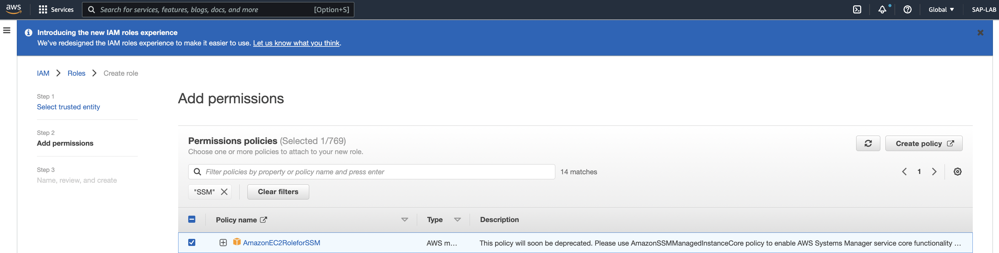 aws
Services
Search for services, features, blogs, docs, and more
[Option+S]
Global
SAP-LAB
Introducing the new IAM roles experience
We've redesigned the IAM roles experience to make it easier to use. Let us know what you think.
IAM
Roles
Create role
Step 1
Select trusted entity
Step 2
Add permissions
Step 3
Name, review, and create
Add permissions
Permissions policies (Selected 1/769)
Choose one or more policies to attach to your new role.
Create policy
Filter policies by property or policy name and press enter
14 matches
1
"SSM"
Clear filters
Policy name
Type
Description
AmazonEC2RoleforSSM
AWS m...
This policy will soon be deprecated. Please use AmazonSSMManagedInstanceCore policy to enable AWS Systems Manager service core functionality ...